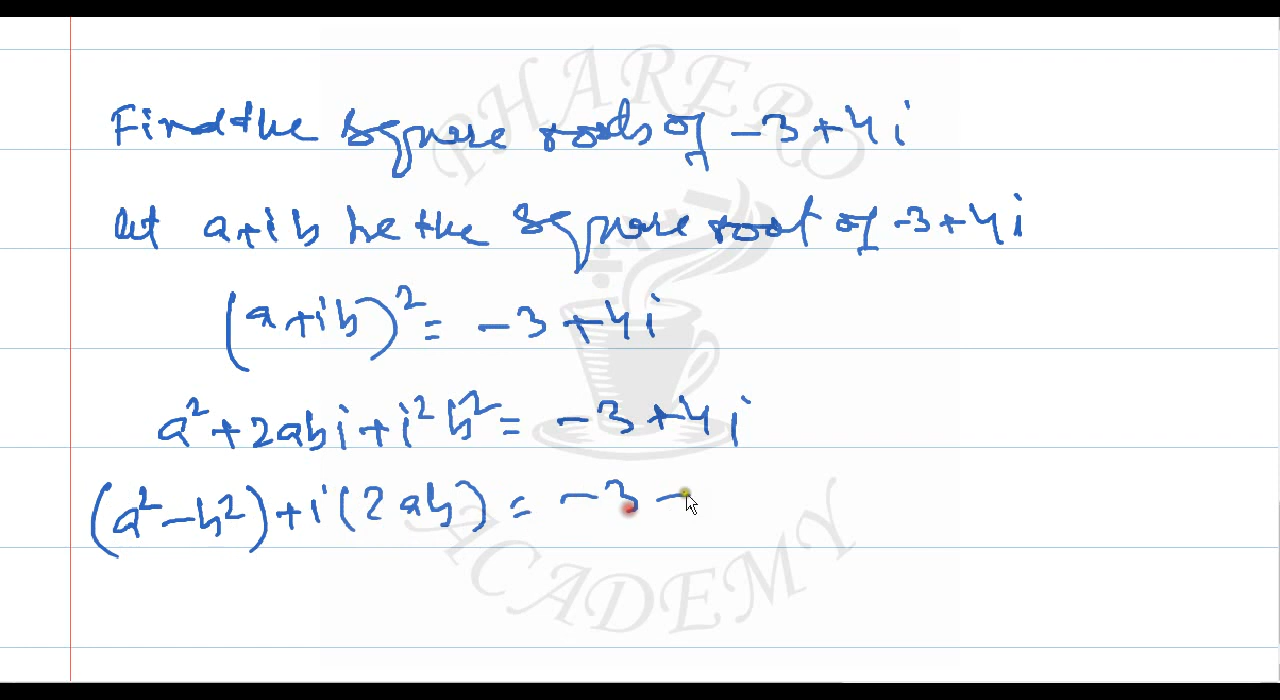 PHARERO
Find the square roots of -3+4i
let a+ib be the square root of -3+4i
(a+ib)² = -3+4i
a²+2abi+i²b² = -3+4i
(a²-b²)+i(2ab) = -3 -
ACADEMY